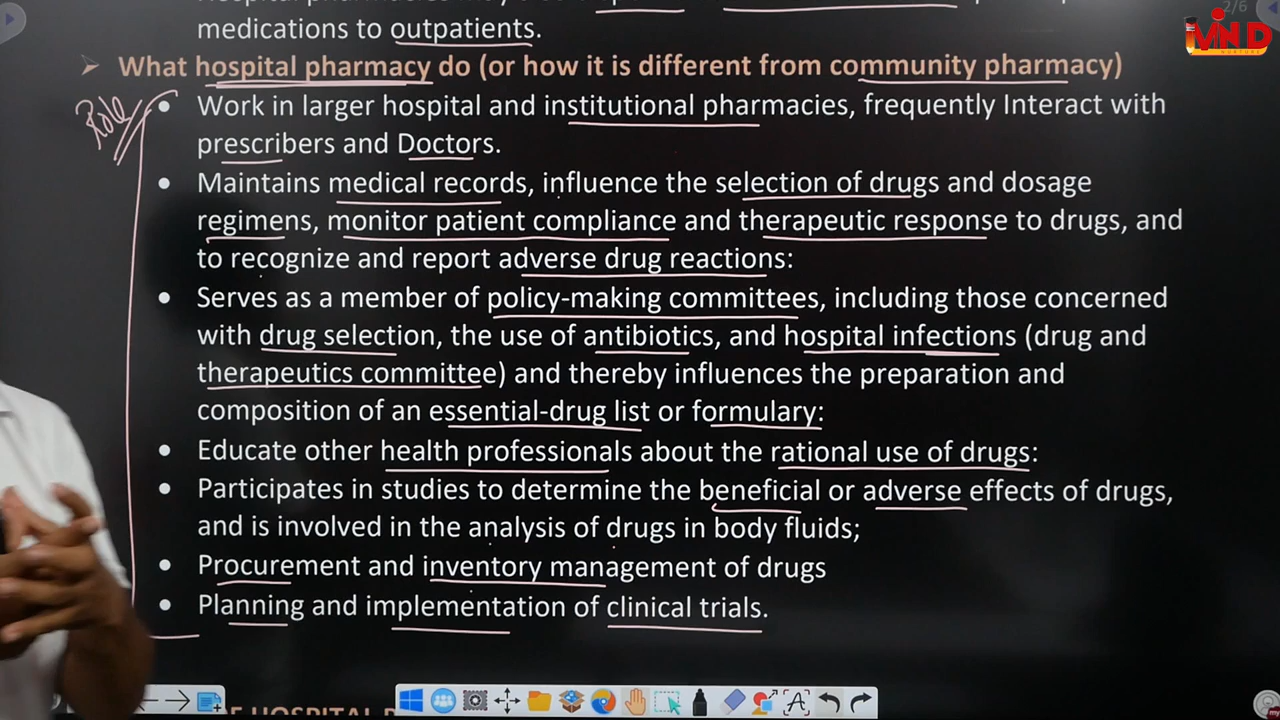 medications to outpatients.
2/6
MIND
➢ What hospital pharmacy do (or how it is different from community pharmacy)
Role
• Work in larger hospital and institutional pharmacies, frequently Interact with
prescribers and Doctors.
• Maintains medical records, influence the selection of drugs and dosage
regimens, monitor patient compliance and therapeutic response to drugs, and
to recognize and report adverse drug reactions:
• Serves as a member of policy-making committees, including those concerned
with drug selection, the use of antibiotics, and hospital infections (drug and
therapeutics committee) and thereby influences the preparation and
composition of an essential-drug list or formulary:
• Educate other health professionals about the rational use of drugs:
• Participates in studies to determine the beneficial or adverse effects of drugs,
and is involved in the analysis of drugs in body fluids;
• Procurement and inventory management of drugs
• Planning and implementation of clinical trials.